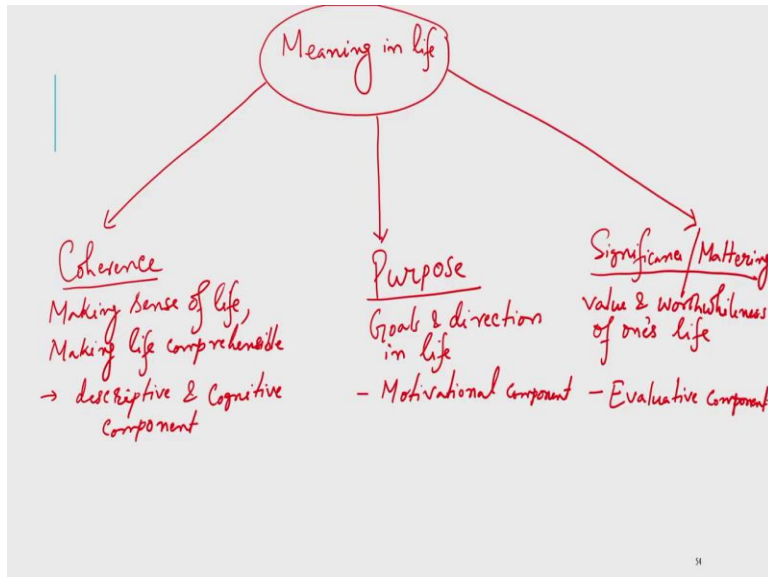 Meaning in life
Coherence
Making sense of life,
Making life comprehensible
→ descriptive & Cognitive
component
Purpose
Goals & direction
in life
- Motivational component
Significance/Mattering
value & worthwhileness
of one's life
- Evaluative component
54